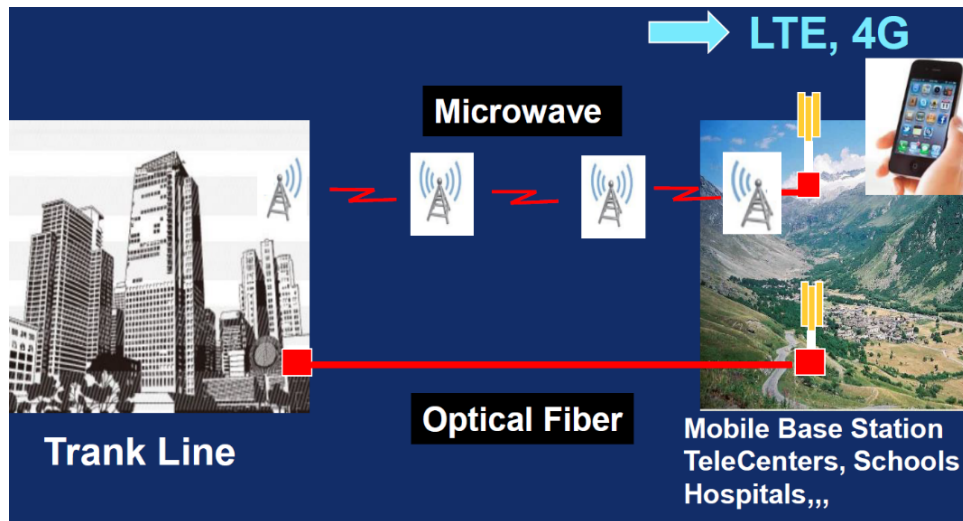 LTE, 4G
Microwave
Optical Fiber
Trank Line
Mobile Base Station
TeleCenters, Schools
Hospitals,,,